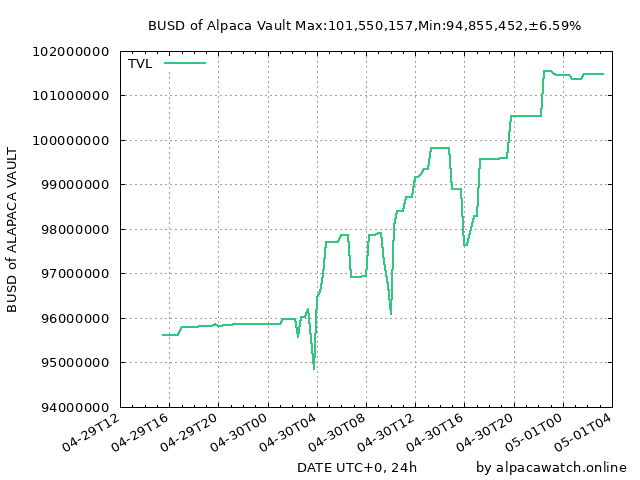 BUSD of Alpaca Vault Max:101,550,157,Min:94,855,452,±6.59%
TVL
102000000
101000000
100000000
99000000
98000000
97000000
96000000
95000000
94000000
BUSD of ALAPACA VAULT
04-29T12
04-29T16
04-29T20
04-30T00
04-30T04
04-30T08
04-30T12
04-30T16
04-30T20
05-01T00
05-01T04
DATE UTC+0, 24h
by alpacawatch.online